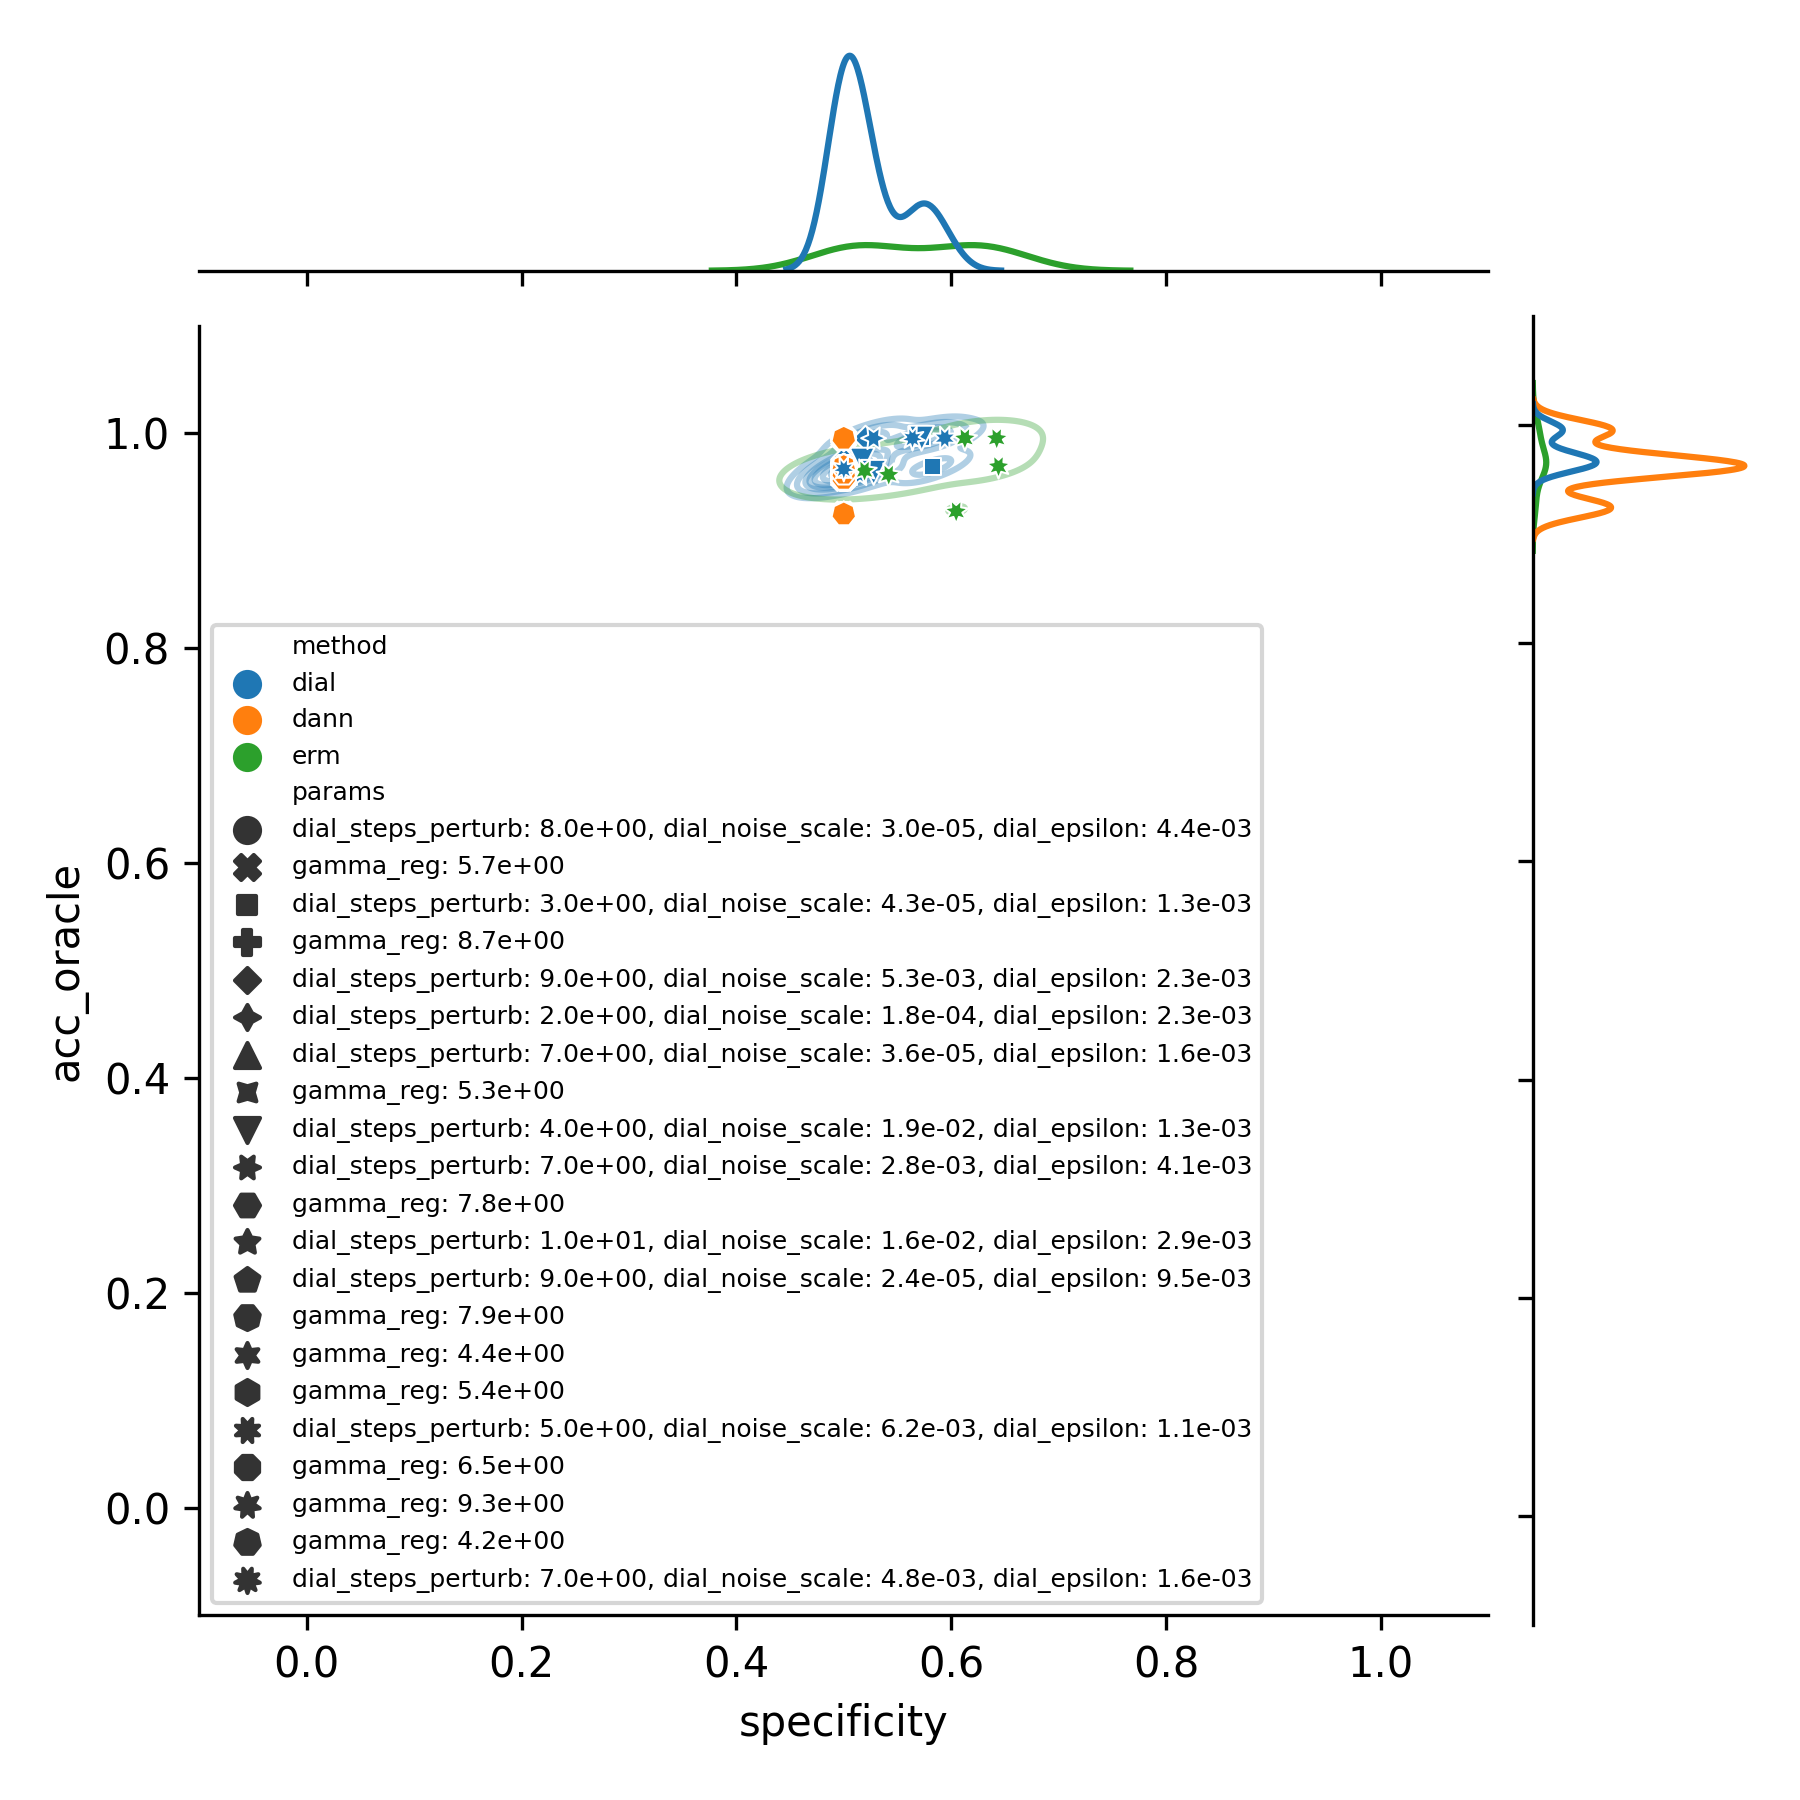 1.0
0.8
0.6
0.4
0.2
0.0
acc_oracle
method
dial
dann
erm
params
dial_steps_perturb: 8.0e+00, dial_noise_scale: 3.0e-05, dial_epsilon: 4.4e-03
gamma_reg: 5.7e+00
dial_steps_perturb: 3.0e+00, dial_noise_scale: 4.3e-05, dial_epsilon: 1.3e-03
gamma_reg: 8.7e+00
dial_steps_perturb: 9.0e+00, dial_noise_scale: 5.3e-03, dial_epsilon: 2.3e-03
dial_steps_perturb: 2.0e+00, dial_noise_scale: 1.8e-04, dial_epsilon: 2.3e-03
dial_steps_perturb: 7.0e+00, dial_noise_scale: 3.6e-05, dial_epsilon: 1.6e-03
gamma_reg: 5.3e+00
dial_steps_perturb: 4.0e+00, dial_noise_scale: 1.9e-02, dial_epsilon: 1.3e-03
dial_steps_perturb: 7.0e+00, dial_noise_scale: 2.8e-03, dial_epsilon: 4.1e-03
gamma_reg: 7.8e+00
dial_steps_perturb: 1.0e+01, dial_noise_scale: 1.6e-02, dial_epsilon: 2.9e-03
dial_steps_perturb: 9.0e+00, dial_noise_scale: 2.4e-05, dial_epsilon: 9.5e-03
gamma_reg: 7.9e+00
gamma_reg: 4.4e+00
gamma_reg: 5.4e+00
dial_steps_perturb: 5.0e+00, dial_noise_scale: 6.2e-03, dial_epsilon: 1.1e-03
gamma_reg: 6.5e+00
gamma_reg: 9.3e+00
gamma_reg: 4.2e+00
dial_steps_perturb: 7.0e+00, dial_noise_scale: 4.8e-03, dial_epsilon: 1.6e-03
0.0 0.2 0.4 0.6 0.8 1.0
specificity